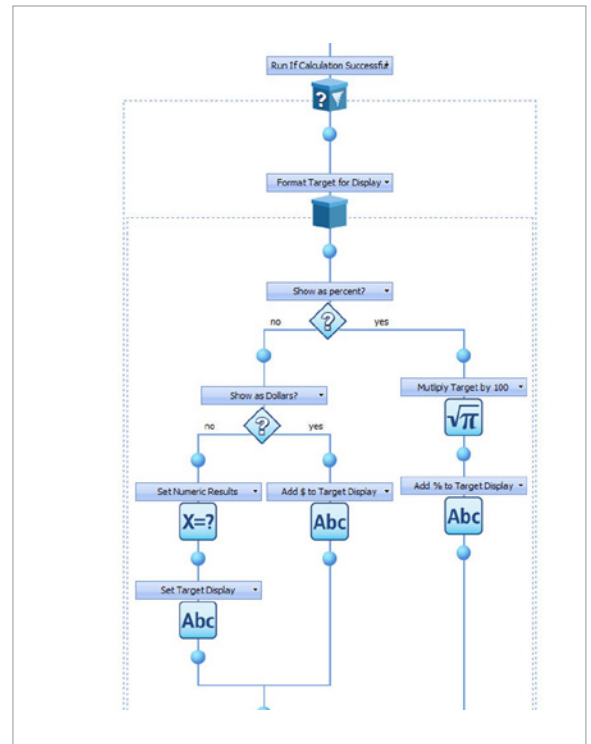 Run If Calculation Successful
?
Format Target for Display
Show as percent?
?
no
yes
Show as Dollars?
Mutliply Target by 100
?
√π
no
yes
Set Numeric Results
Add $ to Target Display
Add % to Target Display
X=?
Abc
Abc
Set Target Display
Abc